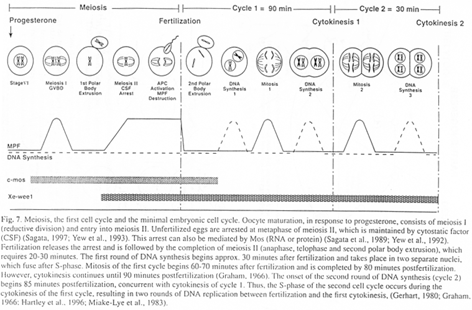 Meiosis Cycle 1 = 90 min Cycle 2 = 30 min
Progesterone Fertilization Cytokinesis 1 Cytokinesis 2
Stage VI
Meiosis I GVBD
1st Polar Body Extrusion
Meiosis II CSF Arrest
APC Activation MPF Destruction
2nd Polar Body Extrusion
DNA Synthesis 1
Mitosis 1
DNA Synthesis 2
Mitosis 2
DNA Synthesis 3
MPF
DNA Synthesis
c-mos
Xe-wee1
Fig. 7. Meiosis, the first cell cycle and the minimal embryonic cell cycle. Oocyte maturation, in response to progesterone, consists of meiosis I
(reductive division) and entry into meiosis II. Unfertilized eggs are arrested at metaphase of meiosis II, which is maintained by cytostatic factor
(CSF) (Sagata, 1997; Yew et al., 1993). This arrest can also be mediated by Mos (RNA or protein) (Sagata et al., 1989; Yew et al., 1992).
Fertilization releases the arrest and is followed by the completion of meiosis II (anaphase, telophase and second polar body extrusion), which
requires 20-30 minutes. The first round of DNA synthesis begins approx. 30 minutes after fertilization and takes place in two separate nuclei,
which fuse after S-phase. Mitosis of the first cycle begins 60-70 minutes after fertilization and is completed by 80 minutes postfertilization.
However, cytokinesis continues until 90 minutes postfertilization (Graham, 1966). The onset of the second round of DNA synthesis (cycle 2)
begins 85 minutes postfertilization, concurrent with cytokinesis of cycle 1. Thus, the S-phase of the second cell cycle occurs during the
cytokinesis of the first cycle, resulting in two rounds of DNA replication between fertilization and the first cytokinesis, (Gerhart, 1980; Graham,
1966; Hartley et al., 1996; Miake-Lye et al., 1983).